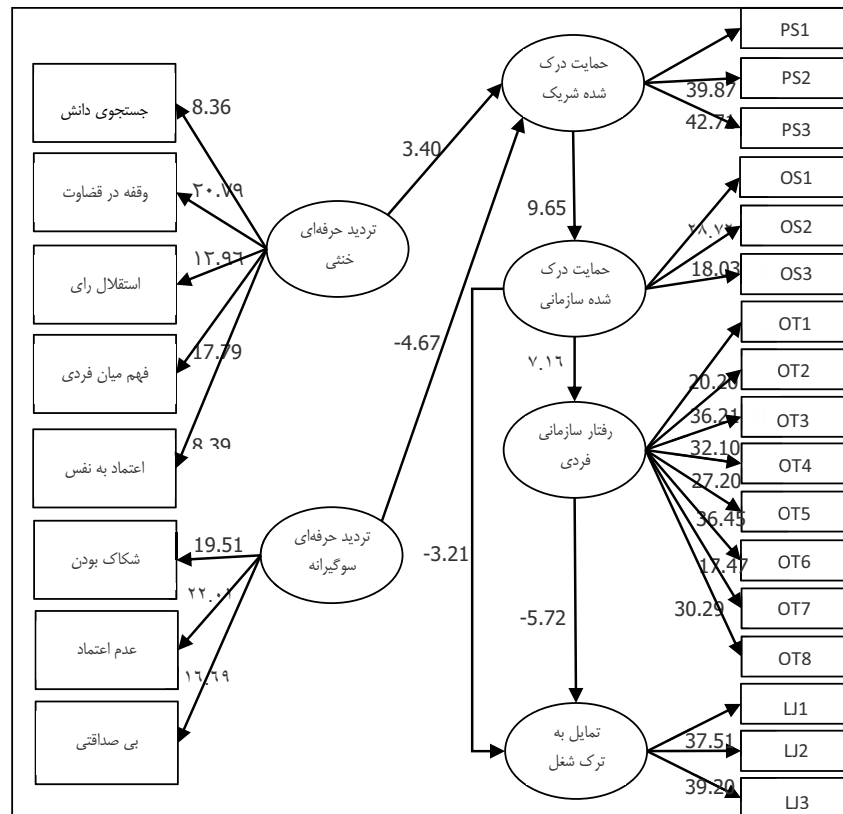 جستجوی دانش
وقفه در قضاوت
استقلال رای
فهم میان فردی
اعتماد به نفس
شکاک بودن
عدم اعتماد
بی صداقتی
8.36
۲۰.۷۹
۱۲.۹۶
17.79
8.39
19.51
۲۲.۰۱
۱۶.۶۹
تردید حرفه‌ای
خنثی
تردید حرفه‌ای
سوگیرانه
3.40
-4.67
حمایت درک
شده شریک
9.65
حمایت درک
شده سازمانی
۷.۱۶
رفتار سازمانی
فردی
-3.21
-5.72
تمایل به
ترک شغل
39.87
42.71
18.03
20.20
36.21
32.10
27.20
36.45
17.47
30.29
37.51
39.20
PS1
PS2
PS3
OS1
OS2
OS3
OT1
OT2
OT3
OT4
OT5
OT6
OT7
OT8
LJ1
LJ2
LJ3